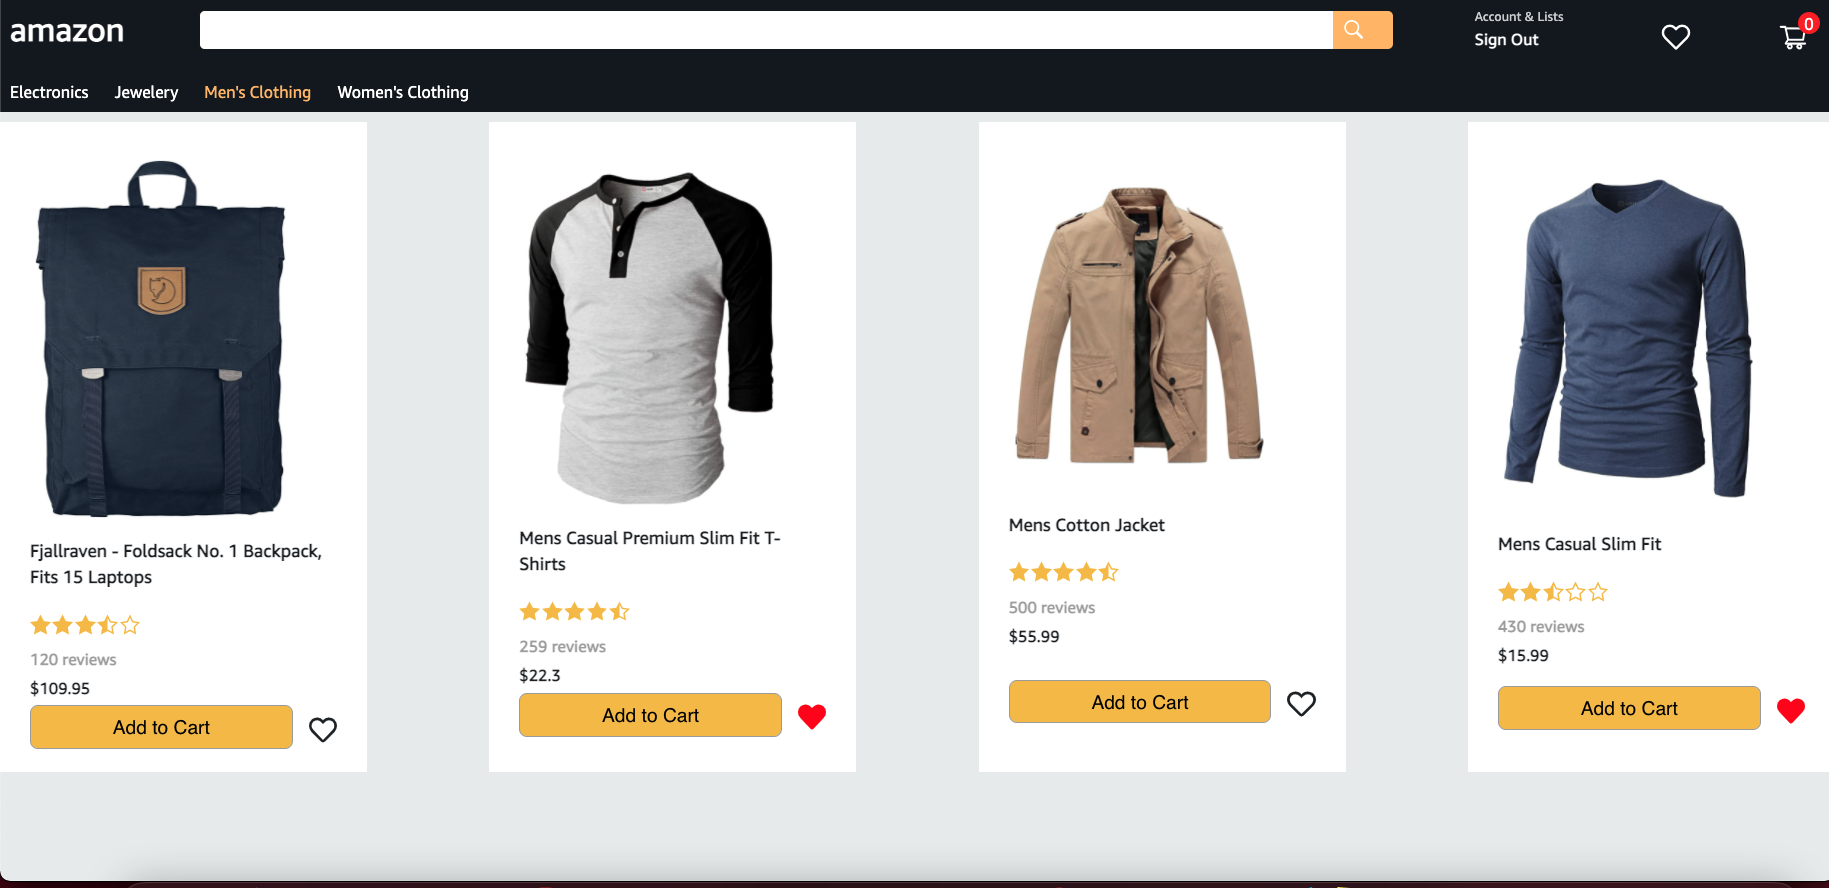 amazon
Account & Lists
Sign Out
0
Electronics
Jewelery
Men's Clothing
Women's Clothing
Fjallraven - Foldsack No. 1 Backpack,
Fits 15 Laptops
120 reviews
$109.95
Add to Cart
Mens Casual Premium Slim Fit T-
Shirts
259 reviews
$22.3
Add to Cart
Mens Cotton Jacket
500 reviews
$55.99
Add to Cart
Mens Casual Slim Fit
430 reviews
$15.99
Add to Cart